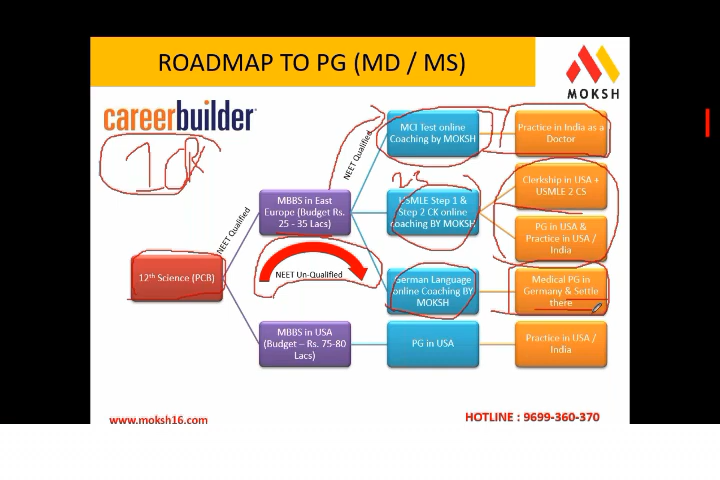 ROADMAP TO PG (MD / MS)
MOKSH
careerbuilder
10k
NEET Qualified
MCI Test online
Coaching by MOKSH
Practice in India as a
Doctor
23
NEET Qualified
MBBS in East
Europe (Budget Rs.
25 - 35 Lacs)
USMLE Step 1 &
Step 2 CK online
coaching BY MOKSH
Clerkship in USA +
USMLE 2 CS
PG in USA &
Practice in USA /
India
12th Science (PCB)
NEET Un-Qualified
German Language
online Coaching BY
MOKSH
Medical PG in
Germany & Settle
there
MBBS in USA
(Budget – Rs. 75-80
Lacs)
PG in USA
Practice in USA /
India
www.moksh16.com
HOTLINE : 9699-360-370